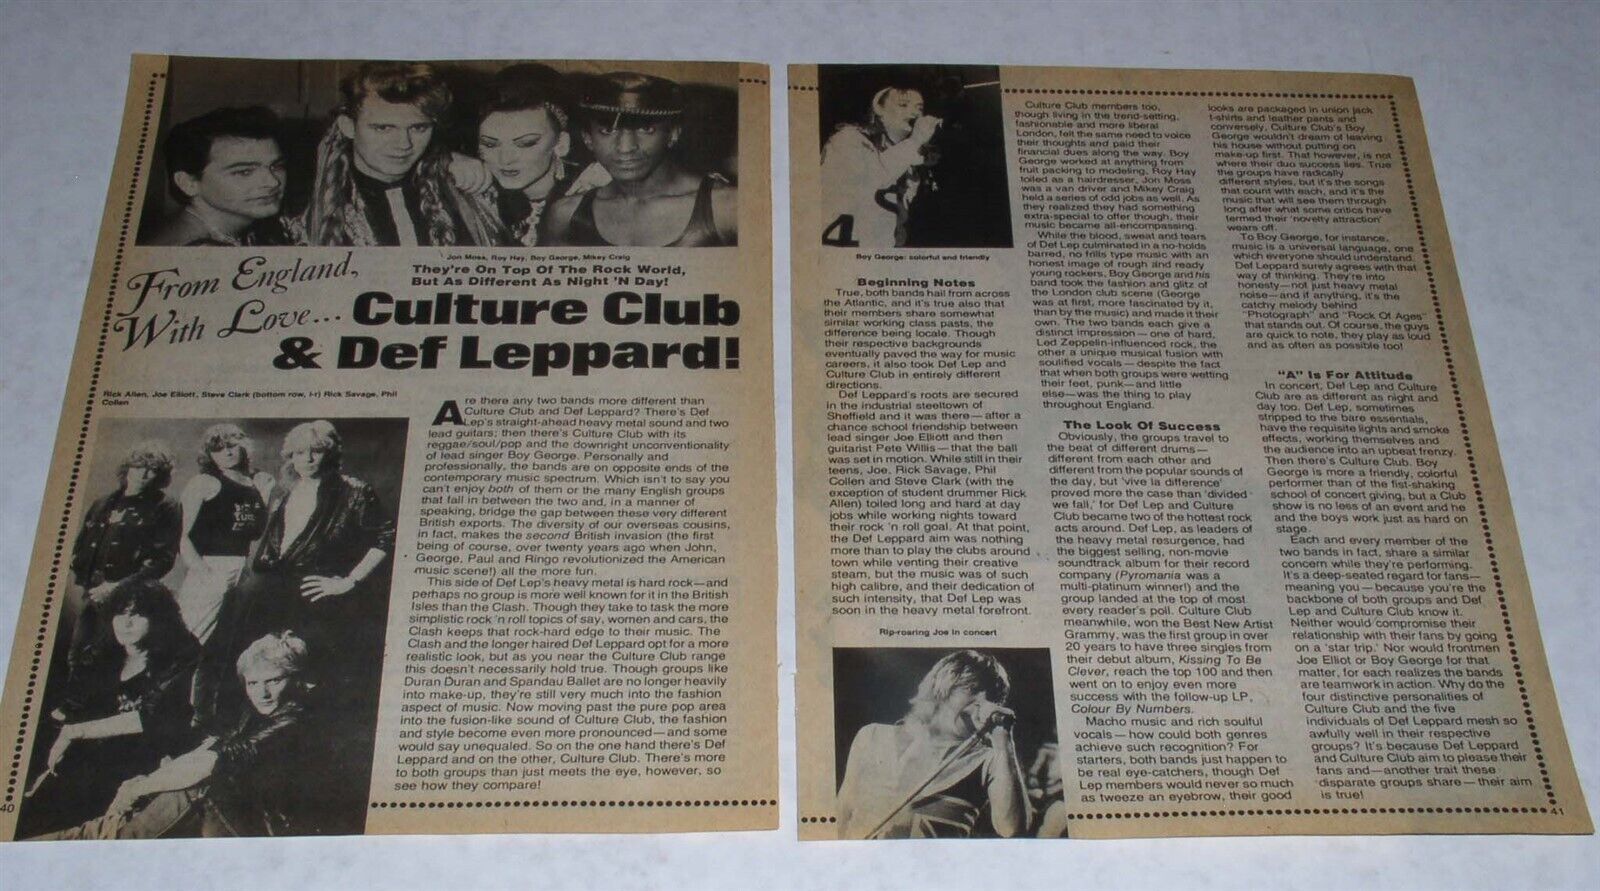 Jon Moss, Roy Hay, Boy George, Mikey Craig
From England,
With Love...
They're On Top Of The Rock World,
But As Different As Night 'N Day!
Culture Club
& Def Leppard!
Rick Allen, Joe Elliott, Steve Clark (bottom row, l-r) Rick Savage, Phil
Collen
Are there any two bands more different than
Culture Club and Def Leppard? There's Def
Lep's straight-ahead heavy metal sound and two
lead guitars; then there's Culture Club with its
reggae/soul/pop and the downright unconventionality
of lead singer Boy George. Personally and
professionally, the bands are on opposite ends of the
contemporary music spectrum. Which isn't to say you
can't enjoy both of them or the many English groups
that fall in between the two and, in a manner of
speaking, bridge the gap between these very different
British exports. The diversity of our overseas cousins,
in fact, makes the second British invasion (the first
being of course, over twenty years ago when John,
George, Paul and Ringo revolutionized the American
music scene!) all the more fun.
This side of Def Lep's heavy metal is hard rock—and
perhaps no group is more well known for it in the British
Isles than the Clash. Though they take to task the more
simplistic rock 'n roll topics of say, women and cars, the
Clash keeps that rock-hard edge to their music. The
Clash and the longer haired Def Leppard opt for a more
realistic look, but as you near the Culture Club range
this doesn't necessarily hold true. Though groups like
Duran Duran and Spandau Ballet are no longer heavily
into make-up, they're still very much into the fashion
aspect of music. Now moving past the pure pop area
into the fusion-like sound of Culture Club, the fashion
and style become even more pronounced—and some
would say unequaled. So on the one hand there's Def
Leppard and on the other, Culture Club. There's more
to both groups than just meets the eye, however, so
see how they compare!
40
4
Boy George: colorful and friendly
Beginning Notes
True, both bands hail from across
the Atlantic, and it's true also that
their members share somewhat
similar working class pasts, the
difference being locale. Though
their respective backgrounds
eventually paved the way for music
careers, it also took Def Lep and
Culture Club in entirely different
directions.
Def Leppard's roots are secured
in the industrial steeltown of
Sheffield and it was there—after a
chance school friendship between
lead singer Joe Elliott and then
guitarist Pete Willis—that the ball
was set in motion. While still in their
teens, Joe, Rick Savage, Phil
Collen and Steve Clark (with the
exception of student drummer Rick
Allen) toiled long and hard at day
jobs while working nights toward
their rock 'n roll goal. At that point,
the Def Leppard aim was nothing
more than to play the clubs around
town while venting their creative
steam, but the music was of such
high calibre, and their dedication of
such intensity, that Def Lep was
soon in the heavy metal forefront.
Rip-roaring Joe in concert
Culture Club members too,
though living in the trend-setting,
fashionable and more liberal
London, felt the same need to voice
their thoughts and paid their
financial dues along the way. Boy
George worked at anything from
fruit packing to modeling, Roy Hay
toiled as a hairdresser, Jon Moss
was a van driver and Mikey Craig
held a series of odd jobs as well. As
they realized they had something
extra-special to offer though, their
music became all-encompassing.
While the blood, sweat and tears
of Def Lep culminated in a no-holds
barred, no frills type music with an
honest image of rough and ready
young rockers, Boy George and his
band took the fashion and glitz of
the London club scene (George
was at first, more fascinated by it,
than by the music) and made it their
own. The two bands each give a
distinct impression—one of hard,
Led Zeppelin-influenced rock, the
other a unique musical fusion with
soulified vocals—despite the fact
that when both groups were wetting
their feet, punk—and little
else—was the thing to play
throughout England.
The Look Of Success
Obviously, the groups travel to
the beat of different drums—
different from each other and
different from the popular sounds of
the day, but 'vive la difference'
proved more the case than 'divided
we fall,' for Def Lep and Culture
Club became two of the hottest rock
acts around. Def Lep, as leaders of
the heavy metal resurgence, had
the biggest selling, non-movie
soundtrack album for their record
company (Pyromania was a
multi-platinum winner!) and the
group landed at the top of most
every reader's poll. Culture Club
meanwhile, won the Best New Artist
Grammy, was the first group in over
20 years to have three singles from
their debut album, Kissing To Be
Clever, reach the top 100 and then
went on to enjoy even more
success with the follow-up LP,
Colour By Numbers.
Macho music and rich soulful
vocals—how could both genres
achieve such recognition? For
starters, both bands just happen to
be real eye-catchers, though Def
Lep members would never so much
as tweeze an eyebrow, their good
looks are packaged in union jack
t-shirts and leather pants and
conversely, Culture Club's Boy
George wouldn't dream of leaving
his house without putting on
make-up first. That however, is not
where their duo success lies. True
the groups have radically
different styles, but it's the songs
that count with each, and it's the
music that will see them through
long after what some critics have
termed their 'novelty attraction'
wears off.
To Boy George, for instance,
music is a universal language, one
which everyone should understand.
Def Leppard surely agrees with that
way of thinking. They're into
honesty—not just heavy metal
noise—and if anything, it's the
catchy melody behind
"Photograph" and "Rock Of Ages"
that stands out. Of course, the guys
are quick to note, they play as loud
and as often as possible too!
"A" Is For Attitude
In concert, Def Lep and Culture
Club are as different as night and
day too. Def Lep, sometimes
stripped to the bare essentials,
have the requisite lights and smoke
effects, working themselves and
the audience into an upbeat frenzy.
Then there's Culture Club. Boy
George is more a friendly, colorful
performer than of the fist-shaking
school of concert giving, but a Club
show is no less of an event and he
and the boys work just as hard on
stage.
Each and every member of the
two bands in fact, share a similar
concern while they're performing.
It's a deep-seated regard for fans—
meaning you—because you're the
backbone of both groups and Def
Lep and Culture Club know it.
Neither would compromise their
relationship with their fans by going
on a 'star trip.' Nor would frontmen
Joe Elliot or Boy George for that
matter, for each realizes the bands
are teamwork in action. Why do the
four distinctive personalities of
Culture Club and the five
individuals of Def Leppard mesh so
awfully well in their respective
groups? It's because Def Leppard
and Culture Club aim to please their
fans and—another trait these
disparate groups share—their aim
is true!
41